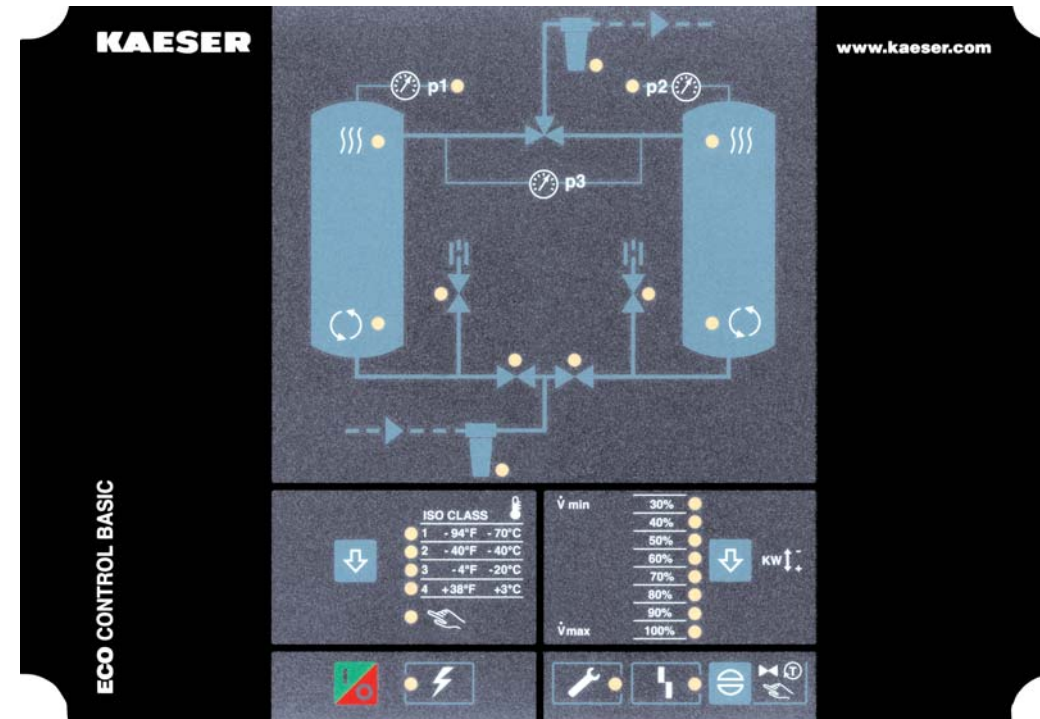 KAESER
www.kaeser.com
p1
p2
p3
ECO CONTROL BASIC
ISO CLASS
1 - 94°F - 70°C
2 - 40°F - 40°C
3 - 4°F -20°C
4 +38°F +3°C
V̇ min 30%
40%
50%
60%
70%
80%
90%
V̇max 100%
KW - +
I
O
T